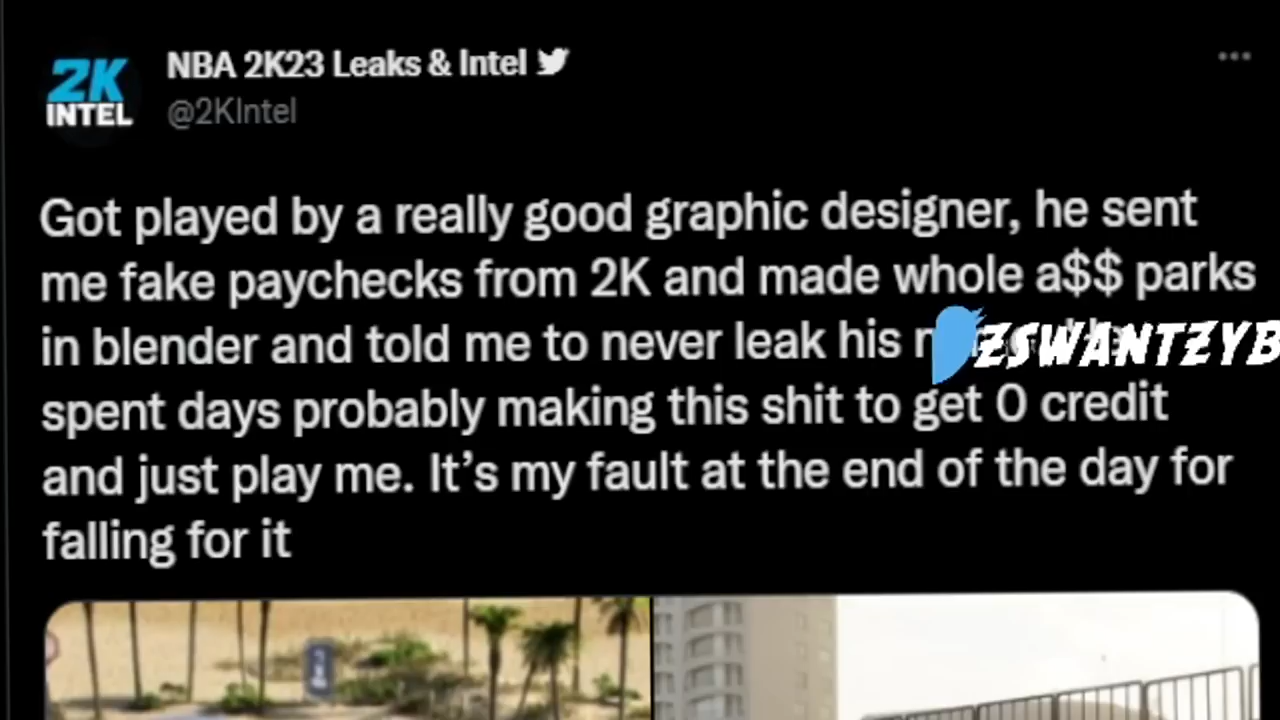 2K
INTEL
NBA 2K23 Leaks & Intel
@2KIntel
Got played by a really good graphic designer, he sent
me fake paychecks from 2K and made whole a$$ parks
in blender and told me to never leak his
ZSWANTZYB
spent days probably making this shit to get 0 credit
and just play me. It's my fault at the end of the day for
falling for it